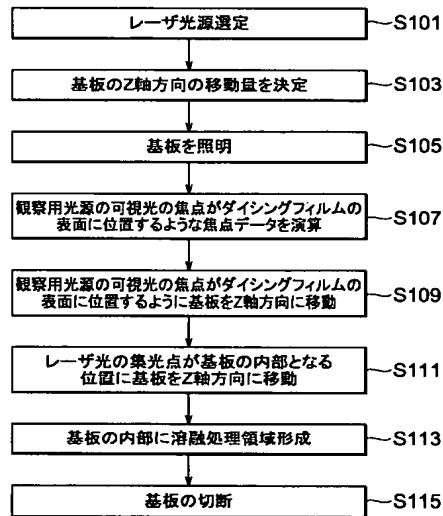 レーザ光源選定
S101
基板のZ軸方向の移動量を決定
S103
基板を照明
S105
観察用光源の可視光の焦点がダイシングフィルムの
表面に位置するような焦点データを演算
S107
観察用光源の可視光の焦点がダイシングフィルムの
表面に位置するように基板をZ軸方向に移動
S109
レーザ光の集光点が基板の内部となる
位置に基板をZ軸方向に移動
S111
基板の内部に溶融処理領域形成
S113
基板の切断
S115